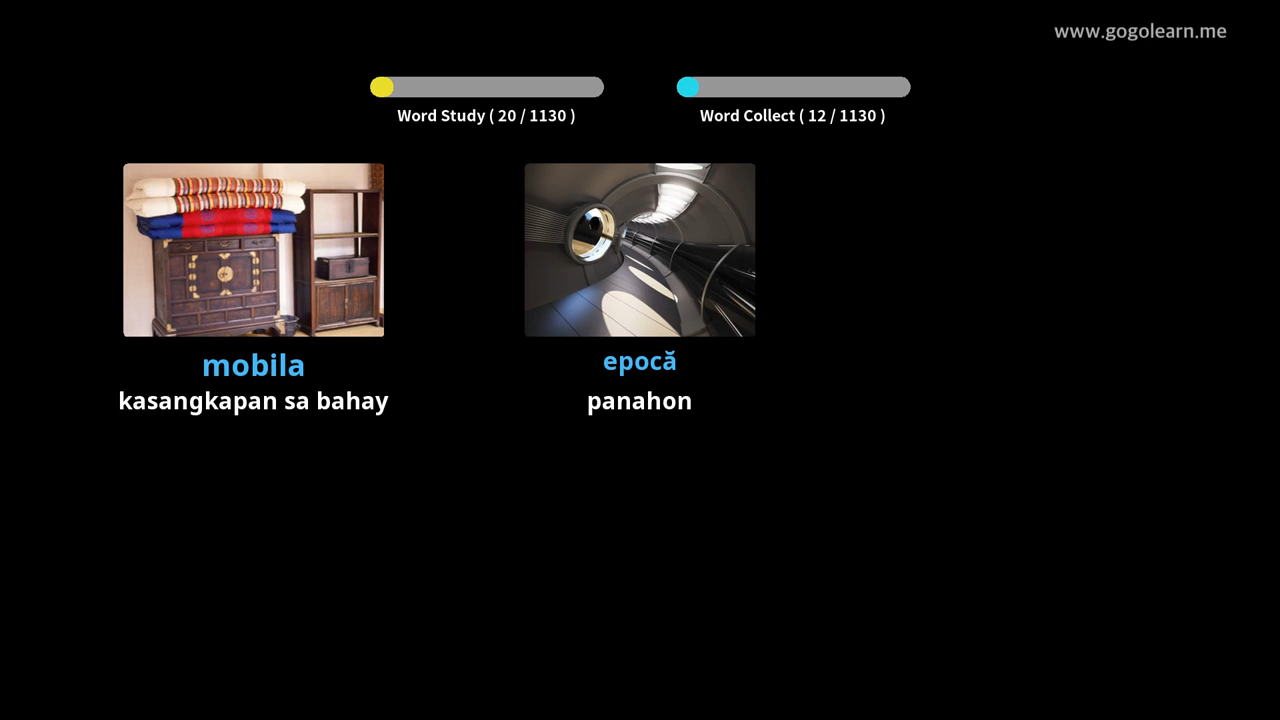 www.gogolearn.me
Word Study ( 20 / 1130 )
Word Collect ( 12 / 1130 )
mobila
kasangkapan sa bahay
epocă
panahon